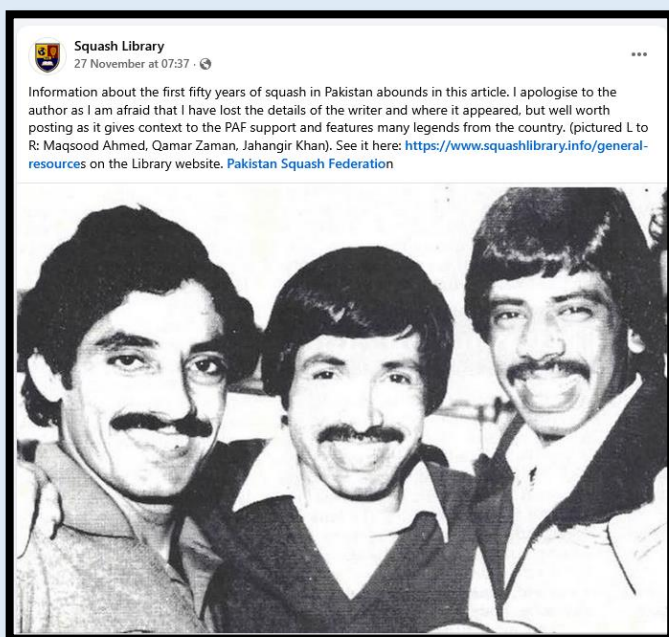 Squash Library
27 November at 07:37 ·
Information about the first fifty years of squash in Pakistan abounds in this article. I apologise to the
author as I am afraid that I have lost the details of the writer and where it appeared, but well worth
posting as it gives context to the PAF support and features many legends from the country. (pictured L to
R: Maqsood Ahmed, Qamar Zaman, Jahangir Khan). See it here: https://www.squashlibrary.info/general-
resources on the Library website. Pakistan Squash Federation